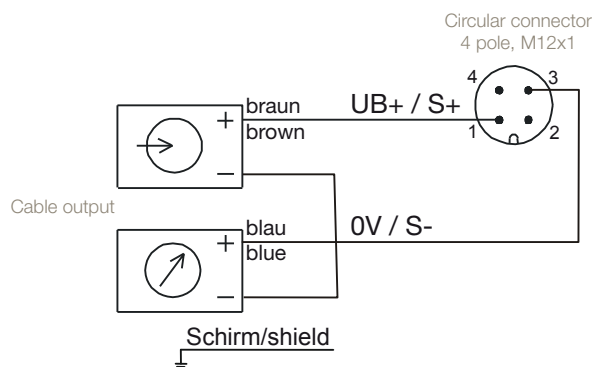 Circular connector
4 pole, M12x1
4 3
braun UB+ / S+
+
brown 1 2
−
Cable output
blau 0V / S-
+
blue
−
Schirm/shield